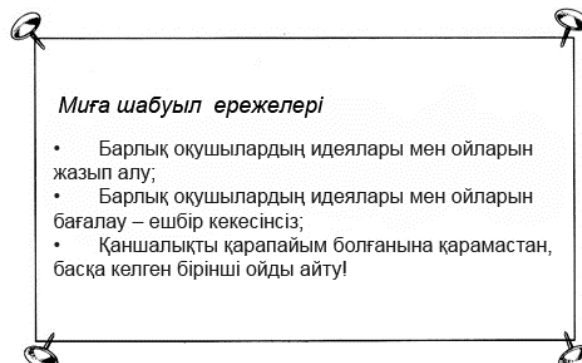 Миға шабуыл ережелері
• Барлық оқушылардың идеялары мен ойларын
жазып алу;
• Барлық оқушылардың идеялары мен ойларын
бағалау – ешбір кекесінсіз;
• Қаншалықты қарапайым болғанына қарамастан,
басқа келген бірінші ойды айту!